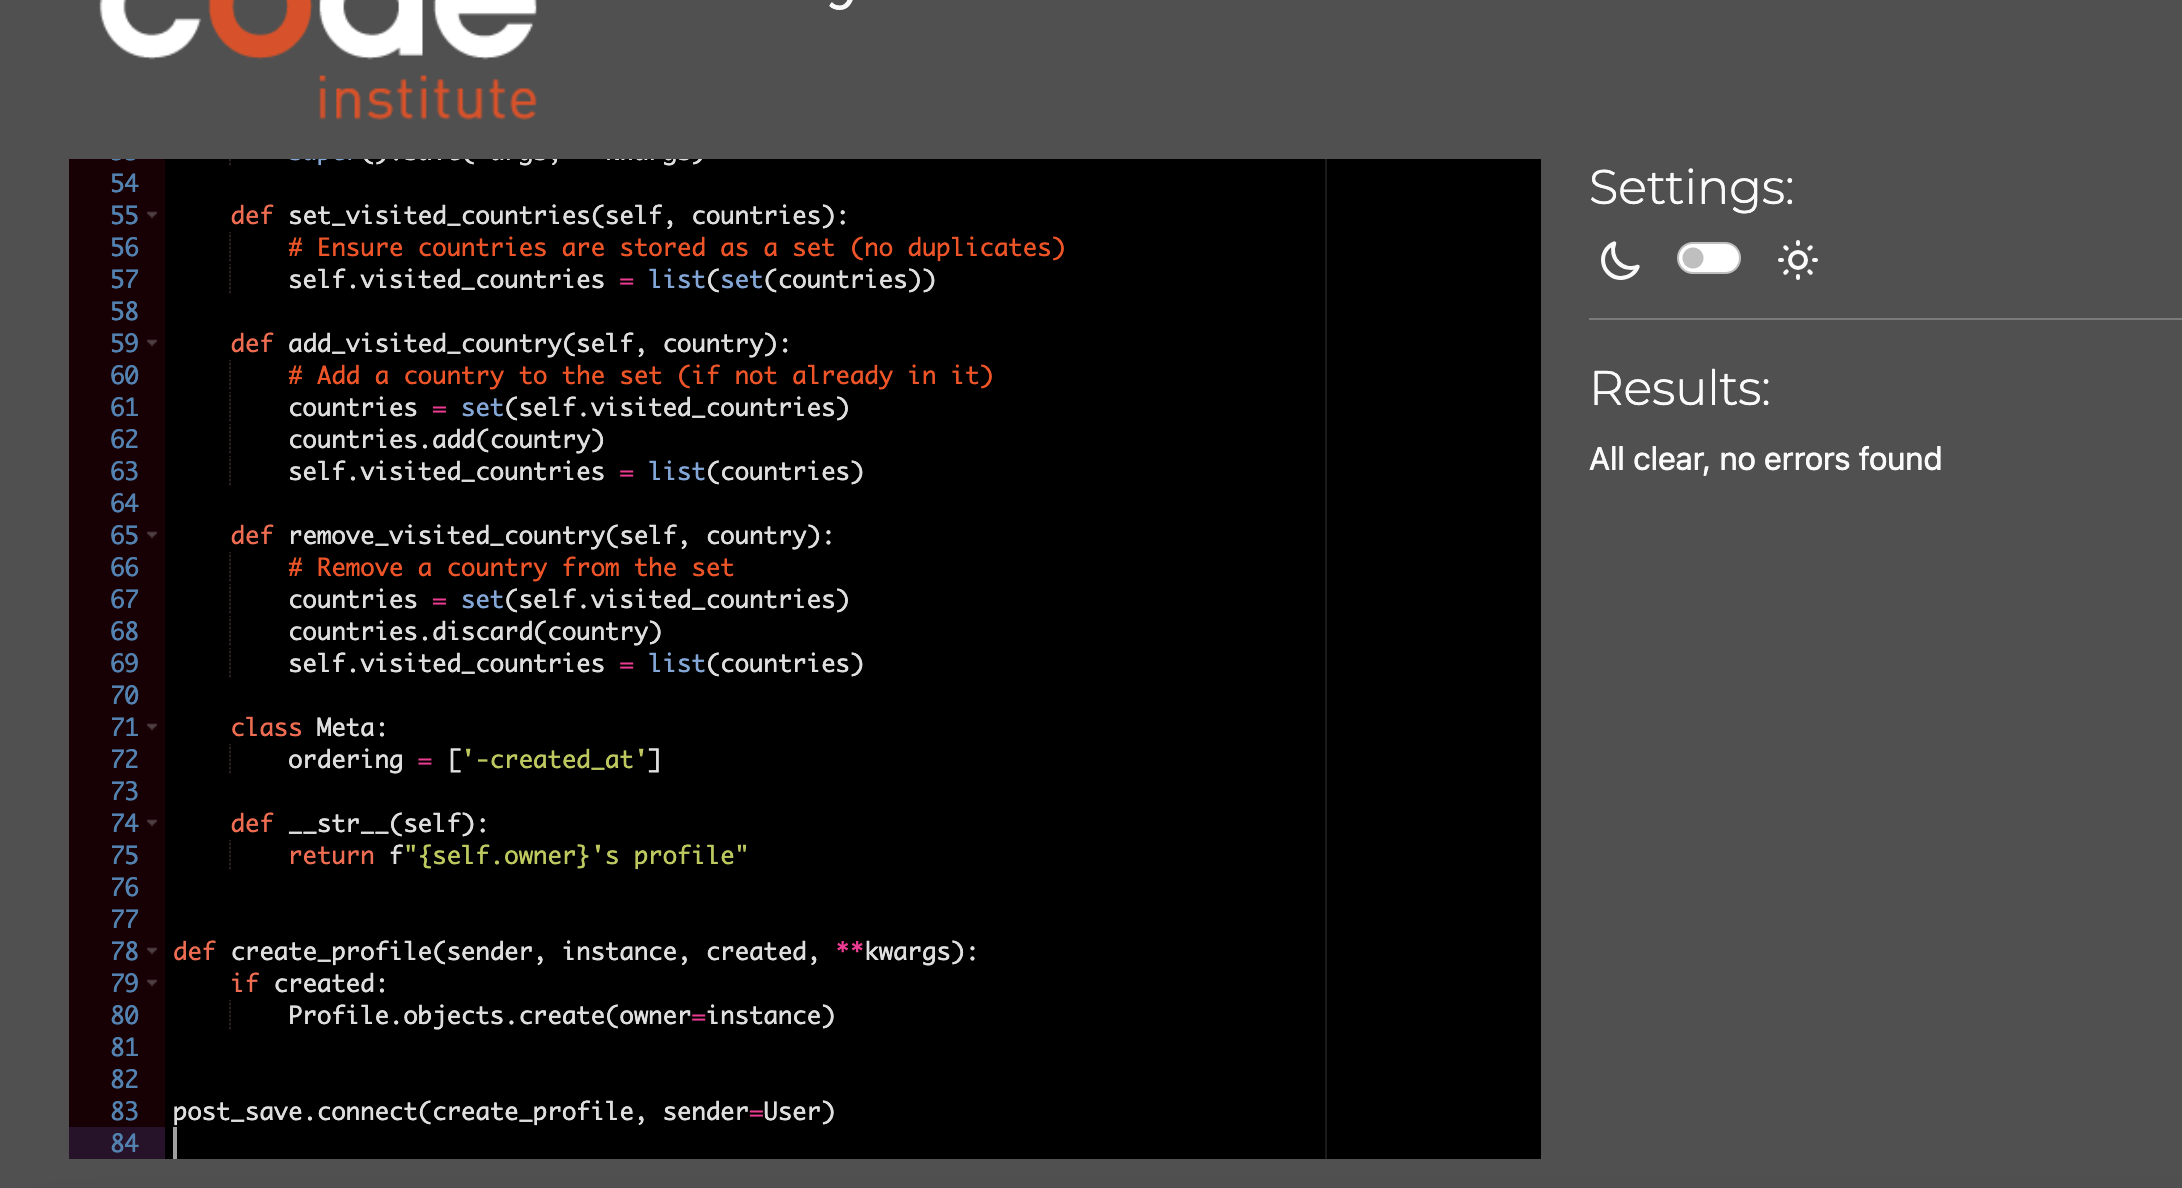 code
institute
54
55 def set_visited_countries(self, countries):
56 # Ensure countries are stored as a set (no duplicates)
57 self.visited_countries = list(set(countries))
58
59 def add_visited_country(self, country):
60 # Add a country to the set (if not already in it)
61 countries = set(self.visited_countries)
62 countries.add(country)
63 self.visited_countries = list(countries)
64
65 def remove_visited_country(self, country):
66 # Remove a country from the set
67 countries = set(self.visited_countries)
68 countries.discard(country)
69 self.visited_countries = list(countries)
70
71 class Meta:
72 ordering = ['-created_at']
73
74 def __str__(self):
75 return f"{self.owner}'s profile"
76
77
78 def create_profile(sender, instance, created, **kwargs):
79 if created:
80 Profile.objects.create(owner=instance)
81
82
83 post_save.connect(create_profile, sender=User)
84
Settings:
Results:
All clear, no errors found